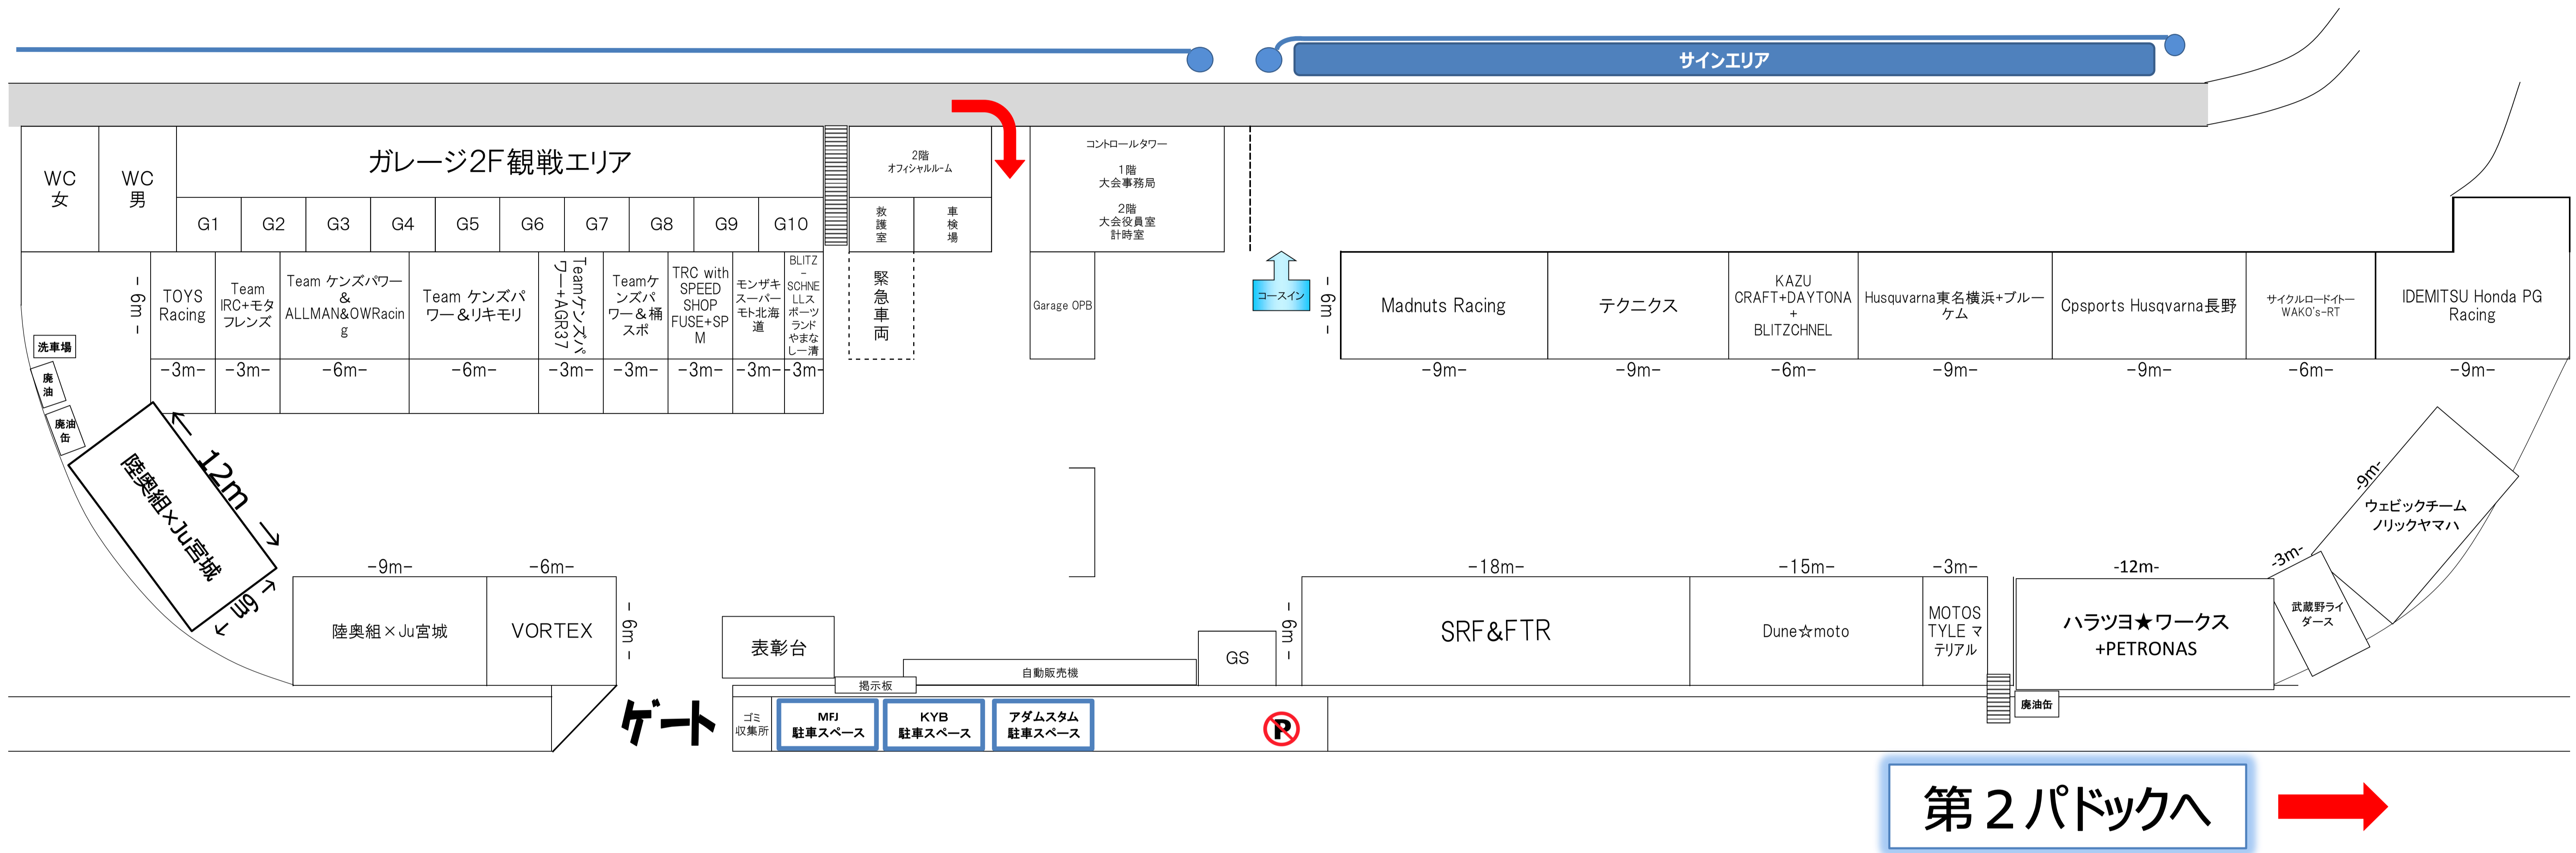 サインエリア
WC
女
WC
男
ガレージ2F観戦エリア
G1
G2
G3
G4
G5
G6
G7
G8
G9
G10
2階
オフィシャルルーム
救護室
車検場
コントロールタワー
1階
大会事務局
2階
大会役員室
計時室
- 6m -
TOYS
Racing
Team
IRC+モタ
フレンズ
Team ケンズパワー
&
ALLMAN&OWRacin
g
Team ケンズパ
ワー&リキモリ
Teamケンズパ
ワー+AGR37
Teamケ
ンズパ
ワー&桶
スポ
TRC with
SPEED
SHOP
FUSE+SP
M
モンザキ
スーパー
モト北海
道
BLITZ
-
SCHNE
LLス
ポーツ
ランド
やまな
しー清
緊急車両
Garage OPB
コースイン
- 6m -
Madnuts Racing
テクニクス
KAZU
CRAFT+DAYTONA
+
BLITZCHNEL
Husquvarna東名横浜+ブルー
ケム
Cpsports Husqvarna長野
サイクルロードイトー
WAKO's-RT
IDEMITSU Honda PG
Racing
-3m-
-3m-
-6m-
-6m-
-3m-
-3m-
-3m-
-3m-
-3m-
-9m-
-9m-
-6m-
-9m-
-9m-
-6m-
-9m-
洗車場
廃
油
廃油
缶
陸奥組×Ju宮城
12m
6m
-9m-
-6m-
陸奥組×Ju宮城
VORTEX
- 6m -
表彰台
掲示板
自動販売機
GS
- 6m -
-18m-
-15m-
-3m-
-12m-
-3m-
-9m-
SRF&FTR
Dune☆moto
MOTOS
TYLE マ
テリアル
ハラツヨ★ワークス
+PETRONAS
武蔵野ライ
ダース
ウェビックチーム
ノリックヤマハ
ゲート
ゴミ
収集所
MFJ
駐車スペース
KYB
駐車スペース
アダムスタム
駐車スペース
P
廃油缶
第2パドックへ